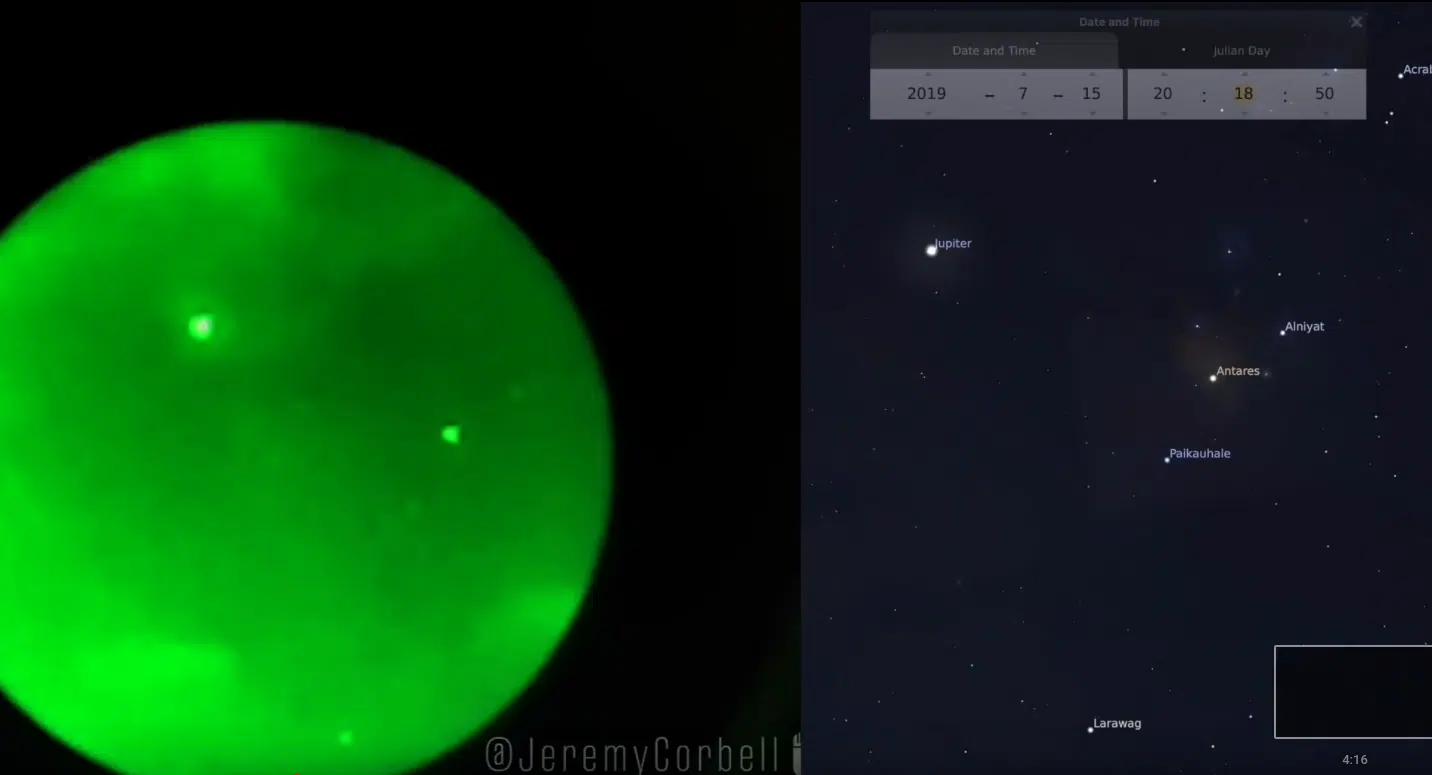 Date and Time
Date and Time
Julian Day
2019 - 7 - 15
20 : 18 : 50
Jupiter
Alniyat
Antares
Paikauhale
Larawag
@JeremyCorbell
4:16